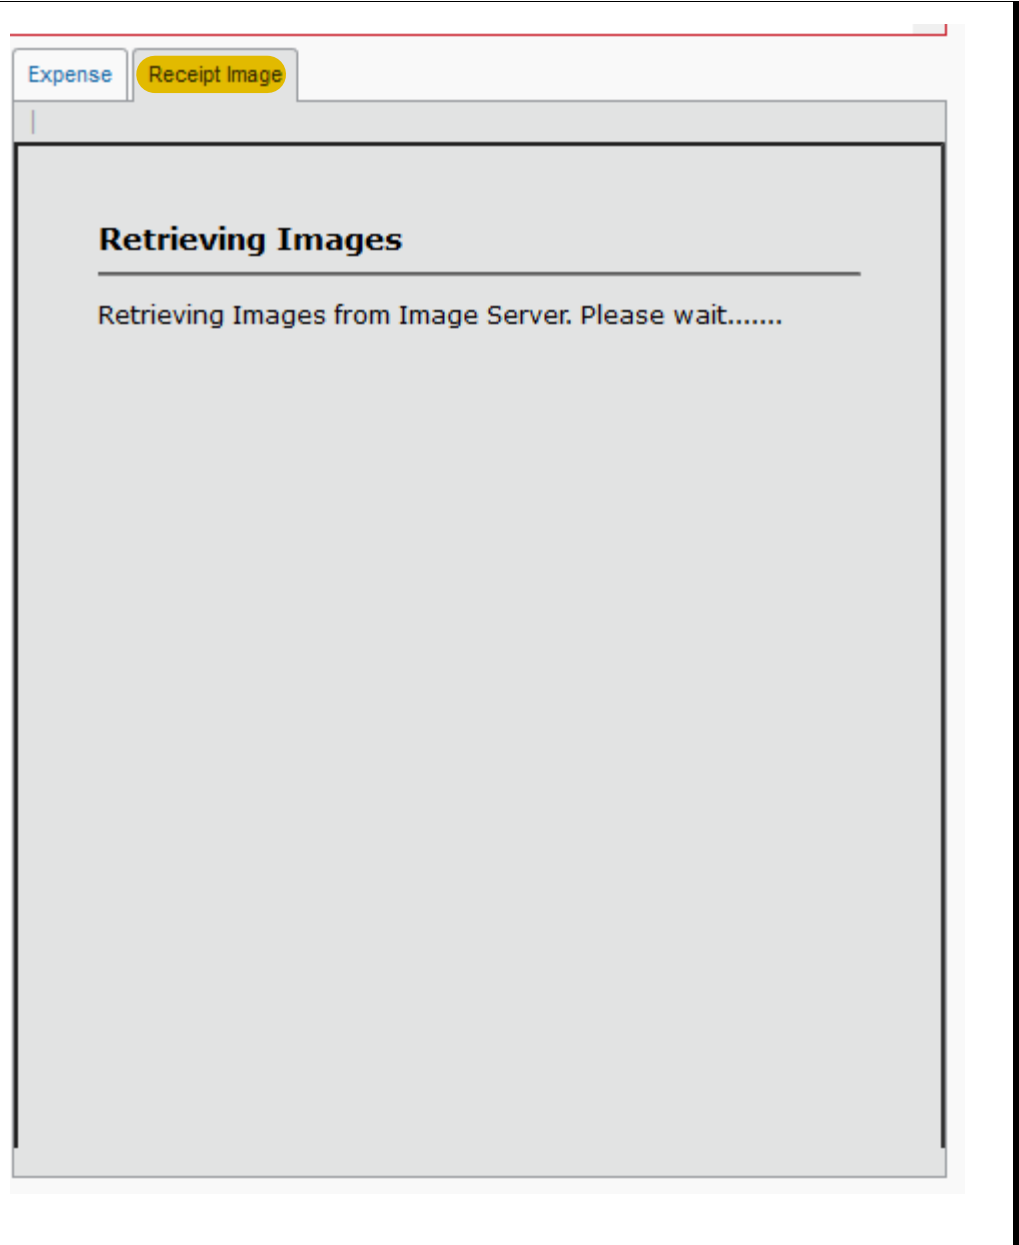 Expense Receipt Image
Retrieving Images
Retrieving Images from Image Server. Please wait.......